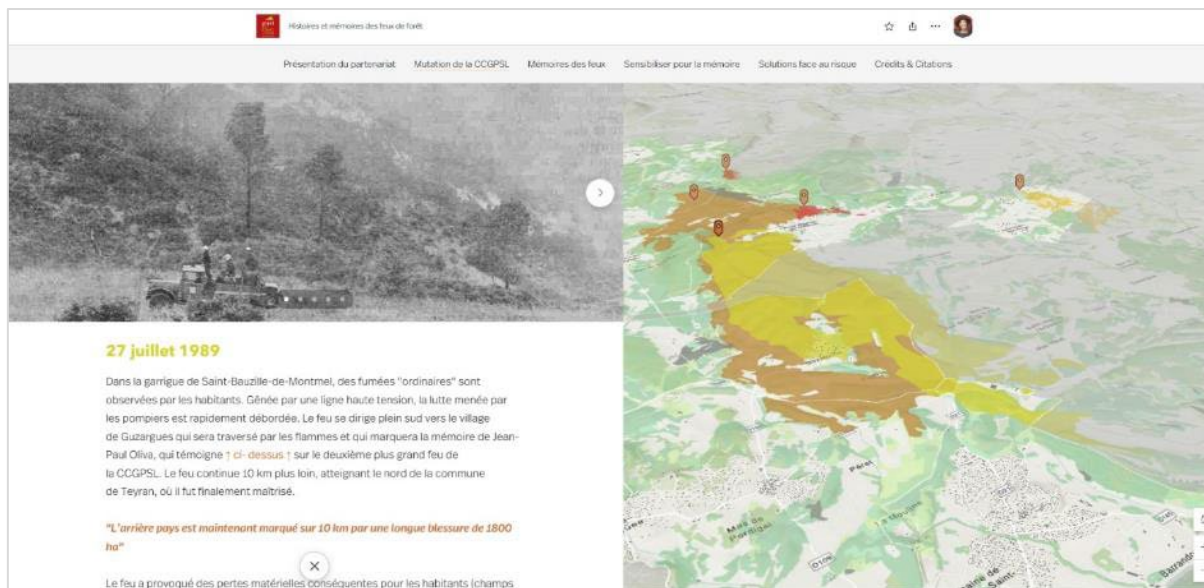 Histoires et mémoires des feux de forêt
Présentation du partenariat
Mutation de la CCGPSL
Mémoires des feux
Sensibiliser pour la mémoire
Solutions face au risque
Crédits & Citations
27 juillet 1989
Dans la garrigue de Saint-Bauzille-de-Montmel, des fumées "ordinaires" sont
observées par les habitants. Gênée par une ligne haute tension, la lutte menée par
les pompiers est rapidement débordée. Le feu se dirige plein sud vers le village
de Guzargues qui sera traversé par les flammes et qui marquera la mémoire de Jean-
Paul Oliva, qui témoigne ↑ ci- dessus ↑ sur le deuxième plus grand feu de
la CCGPSL. Le feu continue 10 km plus loin, atteignant le nord de la commune
de Teyran, où il fut finalement maîtrisé.
"L'arrière pays est maintenant marqué sur 10 km par une longue blessure de 1800
ha"
Le feu a provoqué des pertes matérielles conséquentes pour les habitants (champs
Péret
Mas de